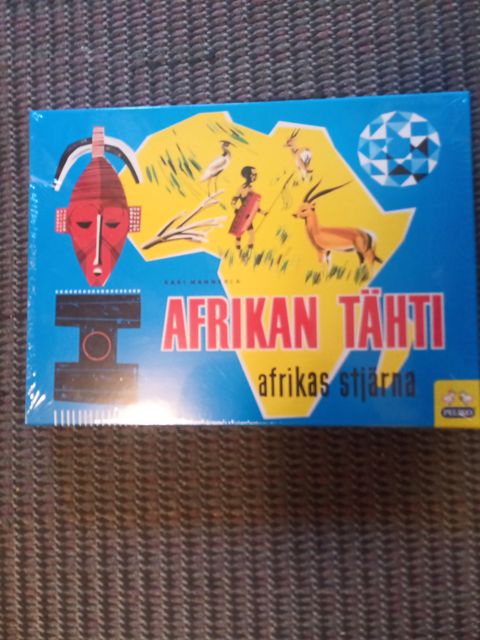 KARI MANNERLA:
AFRIKAN TÄHTI
afrikas stjärna
PELIKO